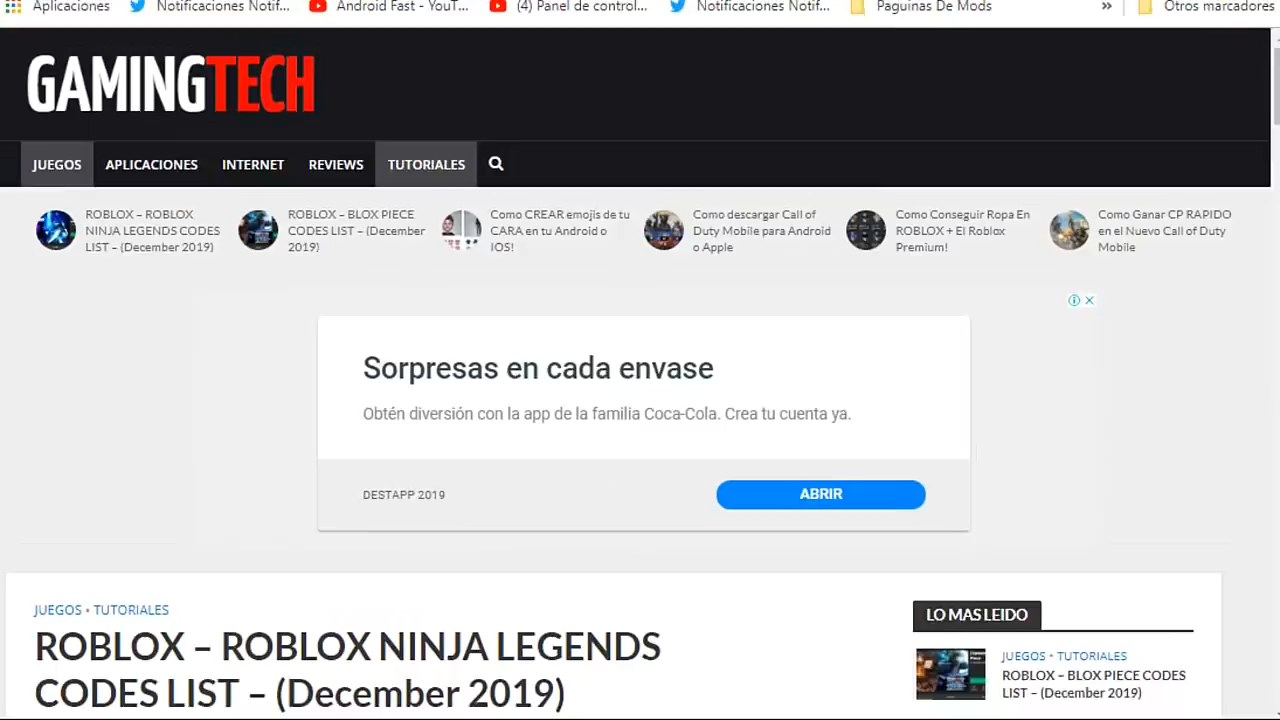 Aplicaciones Notificaciones Notif... Android Fast - YouT... (4) Panel de control... Notificaciones Notif... Paguinas De Mods » Otros marcadores
GAMINGTECH
JUEGOS APLICACIONES INTERNET REVIEWS TUTORIALES
ROBLOX – ROBLOX
NINJA LEGENDS CODES
LIST – (December 2019)
ROBLOX – BLOX PIECE
CODES LIST – (December
2019)
Como CREAR emojis de tu
CARA en tu Android o
IOS!
Como descargar Call of
Duty Mobile para Android
o Apple
Como Conseguir Ropa En
ROBLOX + El Roblox
Premium!
Como Ganar CP RAPIDO
en el Nuevo Call of Duty
Mobile
Sorpresas en cada envase
Obtén diversión con la app de la familia Coca-Cola. Crea tu cuenta ya.
DESTAPP 2019
ABRIR
JUEGOS • TUTORIALES
ROBLOX – ROBLOX NINJA LEGENDS
CODES LIST – (December 2019)
LO MAS LEIDO
JUEGOS • TUTORIALES
ROBLOX – BLOX PIECE CODES
LIST – (December 2019)